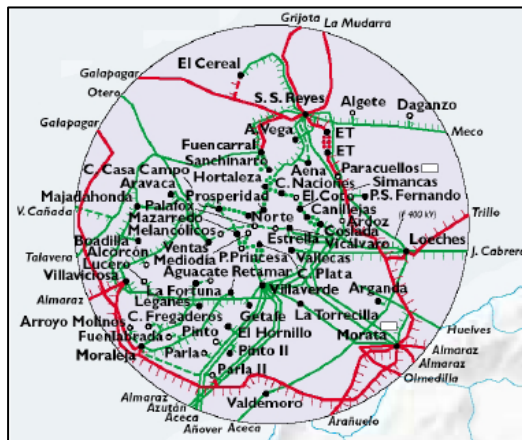 Grijota
La Mudarra
El Cereal
Galapagar
Otero
S. S. Reyes
Algete
Daganzo
Galapagar
A. Vega
ET
Meco
Fuencarral
ET
Sanchinarro
C. Casa Campo
Hortaleza
Aena
Paracuellos
Aravaca
C. Naciones
Simancas
Majadahonda
Prosperidad
El Cot
P.S. Fernando
Palafox
Canillejas
V. Cañada
Mazarredo
Norte
Ardoz
Trillo
Melancólicos
Coslada
(f 400 kV)
Boadilla
Estrella
Vicálvaro
Loeches
Talavera
Alcorcón
Ventas
J. Cabrera
Lucero
Mediodía
P.Princesa
Vallecas
Villaviciosa
Aguacate
Retamar
C. Plata
La Fortuna
Villaverde
Arganda
Almaraz
Leganés
Arroyo Molinos
C. Fregaderos
Getafe
La Torrecilla
Huelves
Fuenlabrada
Pinto
El Hornillo
Morata
Almaraz
Moraleja
Parla
Pinto II
Almaraz
Parla II
Olmedilla
Almaraz
Valdemoro
Azután
Arañuelo
Aceca
Añover
Aceca